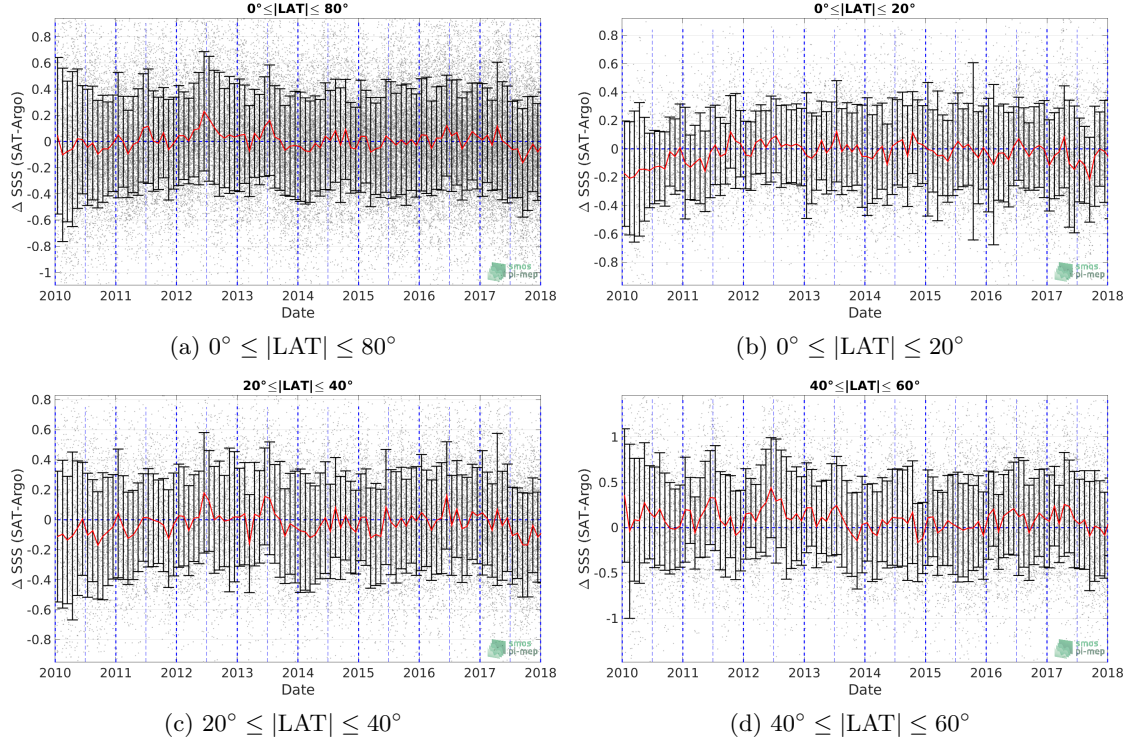 0°≤|LAT|≤ 80°
Δ SSS (SAT-Argo)
0.8
0.6
0.4
0.2
0
-0.2
-0.4
-0.6
-0.8
-1
2010 2011 2012 2013 2014 2015 2016 2017 2018
Date
smos
pi-mep
(a) 0° ≤ |LAT| ≤ 80°
0°≤|LAT|≤ 20°
Δ SSS (SAT-Argo)
0.8
0.6
0.4
0.2
0
-0.2
-0.4
-0.6
-0.8
2010 2011 2012 2013 2014 2015 2016 2017 2018
Date
smos
pi-mep
(b) 0° ≤ |LAT| ≤ 20°
20°≤|LAT|≤ 40°
Δ SSS (SAT-Argo)
0.8
0.6
0.4
0.2
0
-0.2
-0.4
-0.6
-0.8
2010 2011 2012 2013 2014 2015 2016 2017 2018
Date
smos
pi-mep
(c) 20° ≤ |LAT| ≤ 40°
40°≤|LAT|≤ 60°
Δ SSS (SAT-Argo)
1
0.5
0
-0.5
-1
2010 2011 2012 2013 2014 2015 2016 2017 2018
Date
smos
pi-mep
(d) 40° ≤ |LAT| ≤ 60°